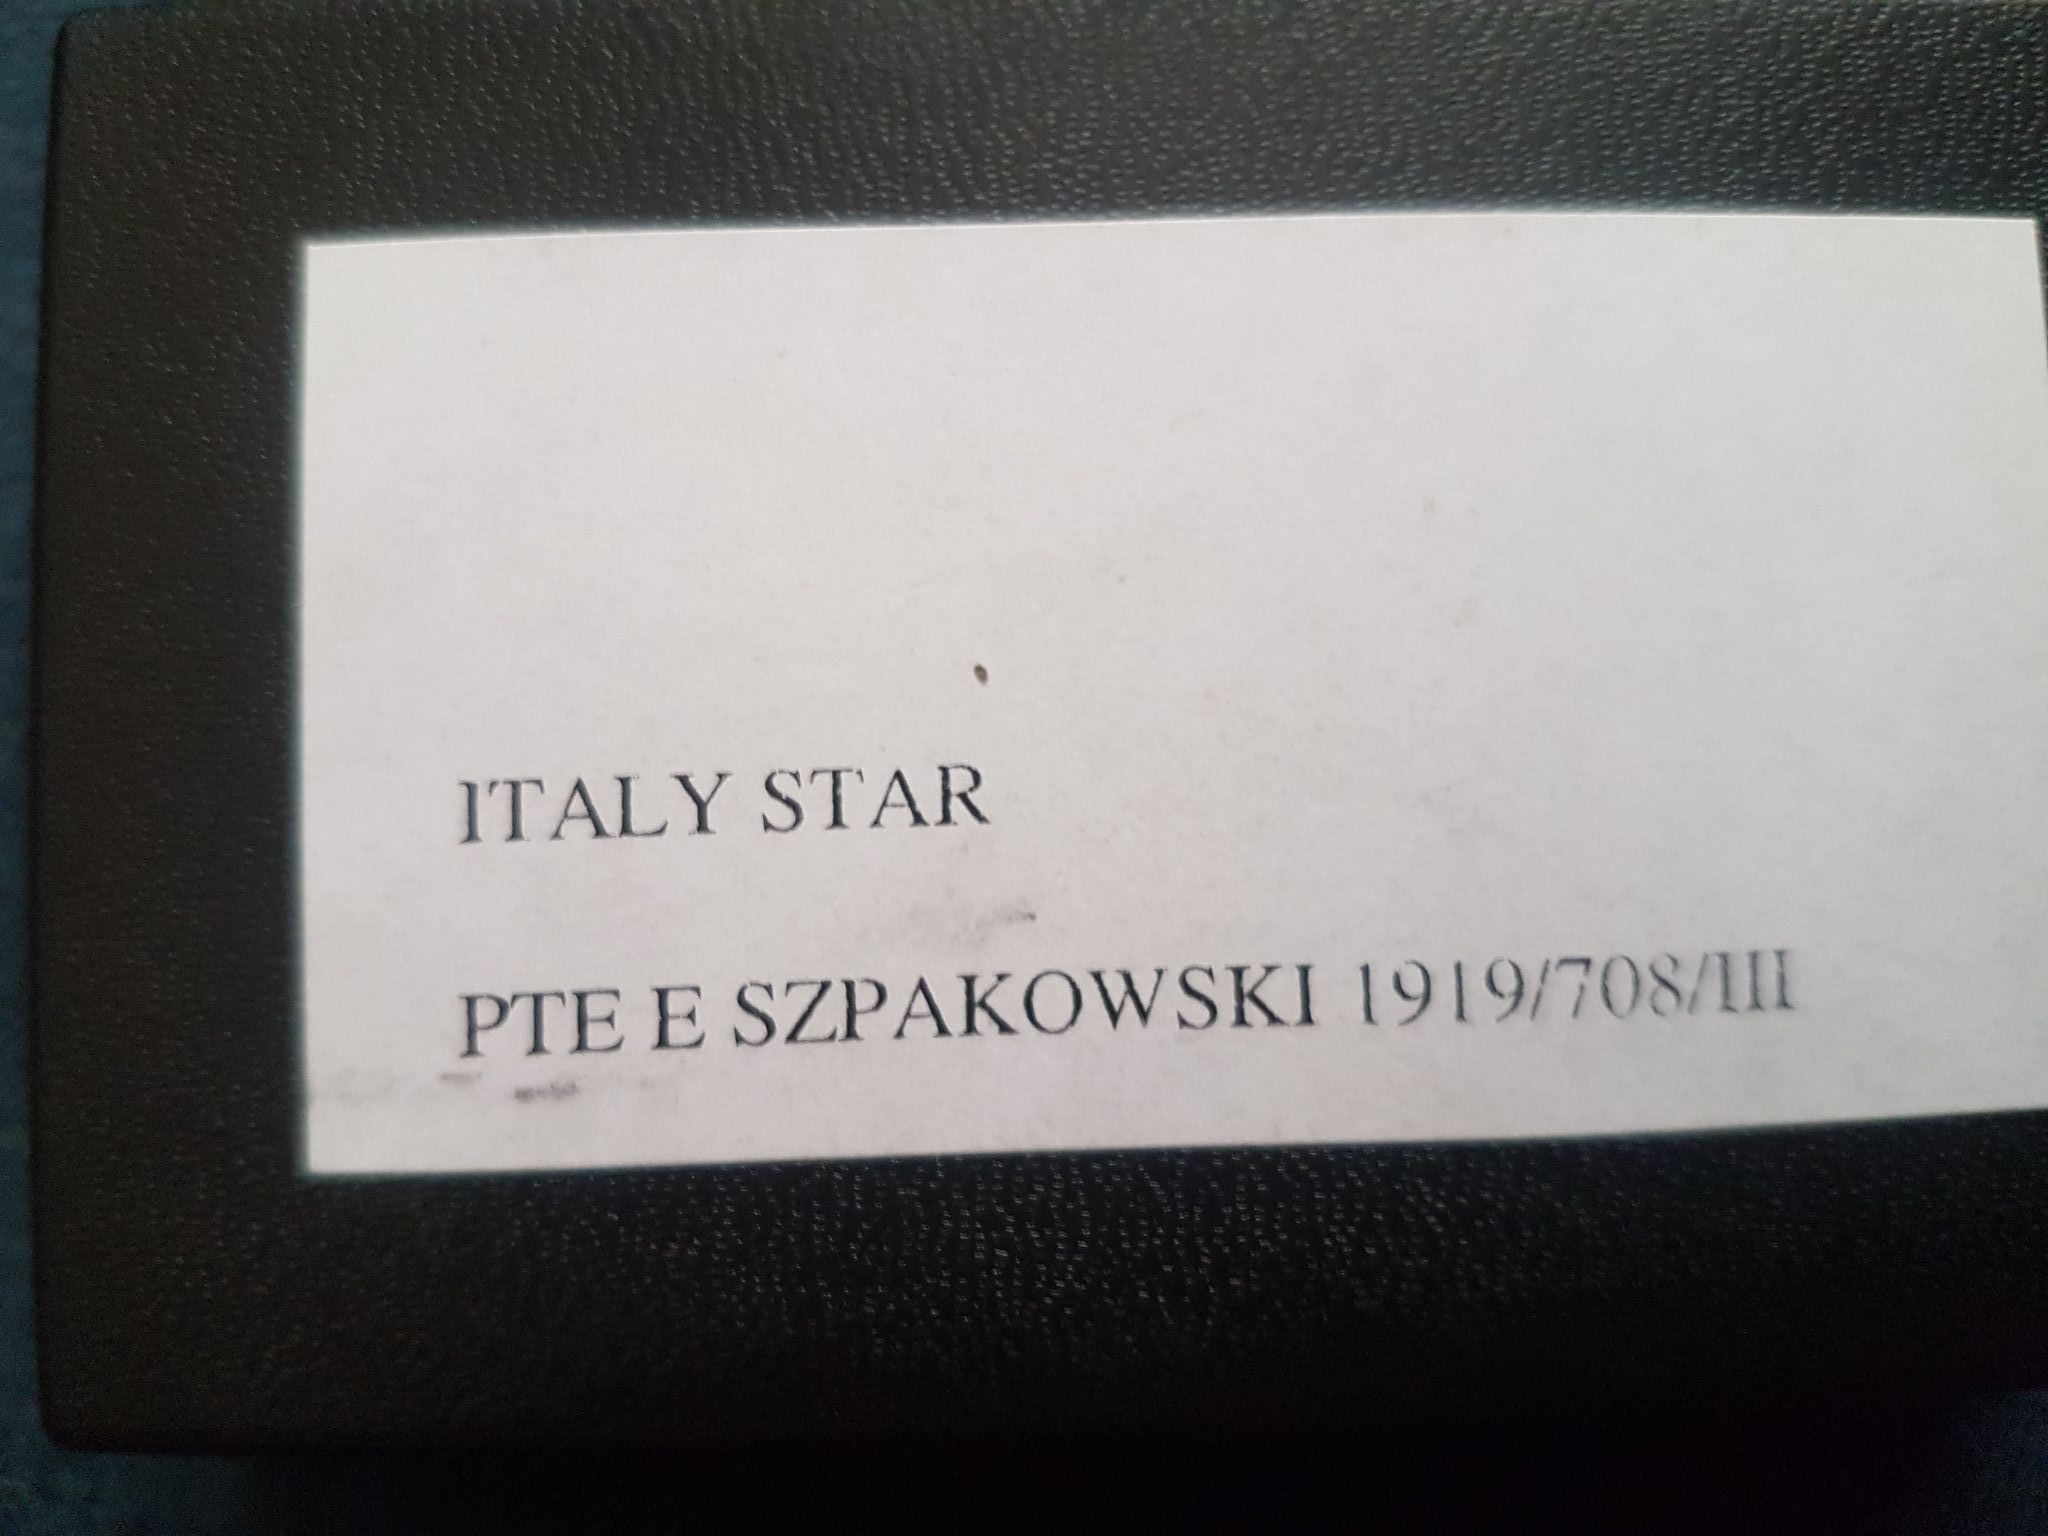 ITALY STAR
PTE E SZPAKOWSKI 1919/708/III